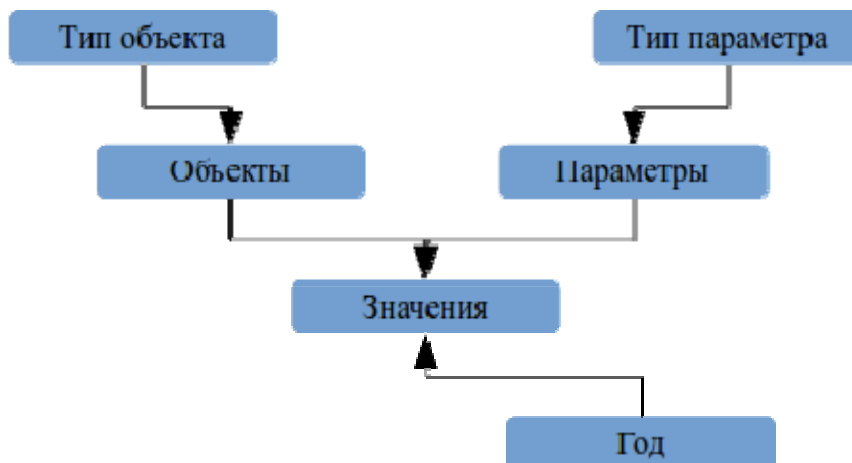 Тип объекта
Тип параметра
Объекты
Параметры
Значения
Год